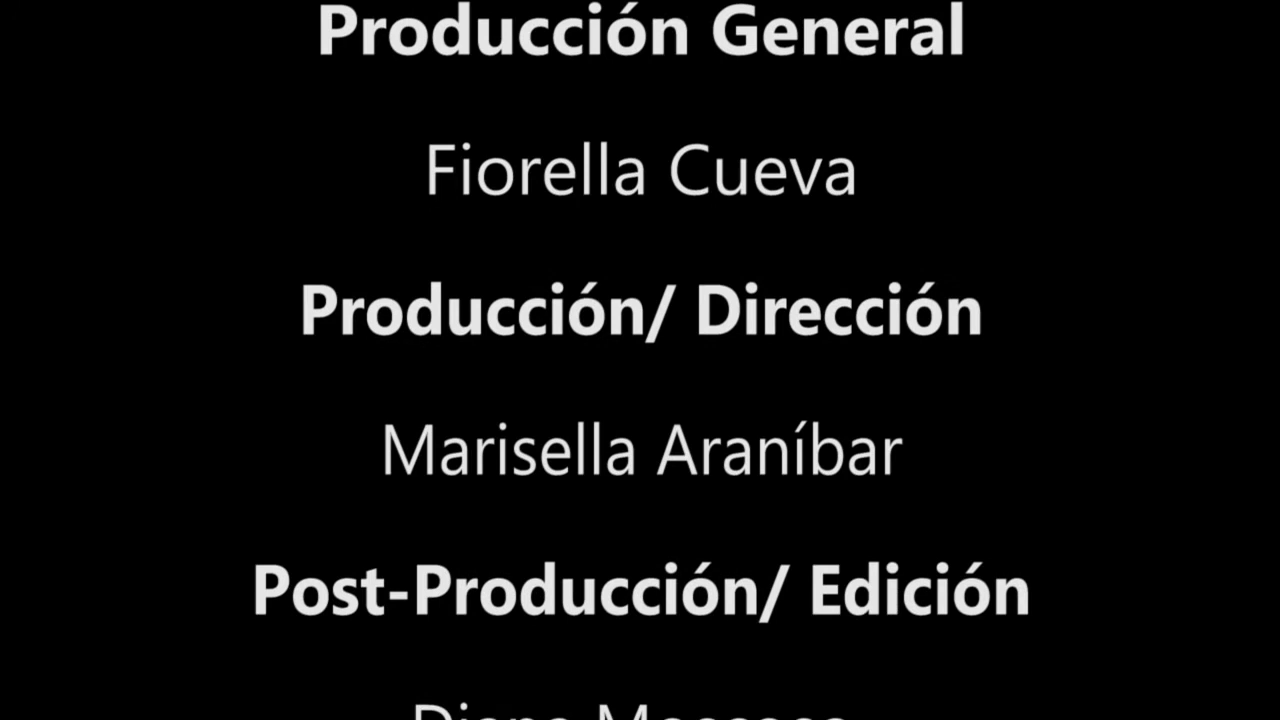 Producción General
Fiorella Cueva
Producción/ Dirección
Marisella Araníbar
Post-Producción/ Edición